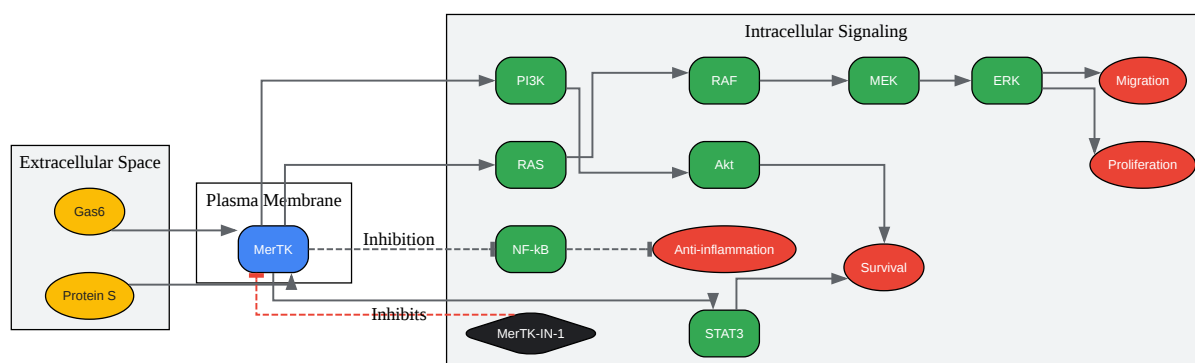 Intracellular Signaling
PI3K
RAF
MEK
ERK
Migration
Extracellular Space
RAS
Akt
Proliferation
Plasma Membrane
Gas6
MerTK
Inhibition
NF-kB
Anti-inflammation
Survival
Protein S
Inhibits
MerTK-IN-1
STAT3